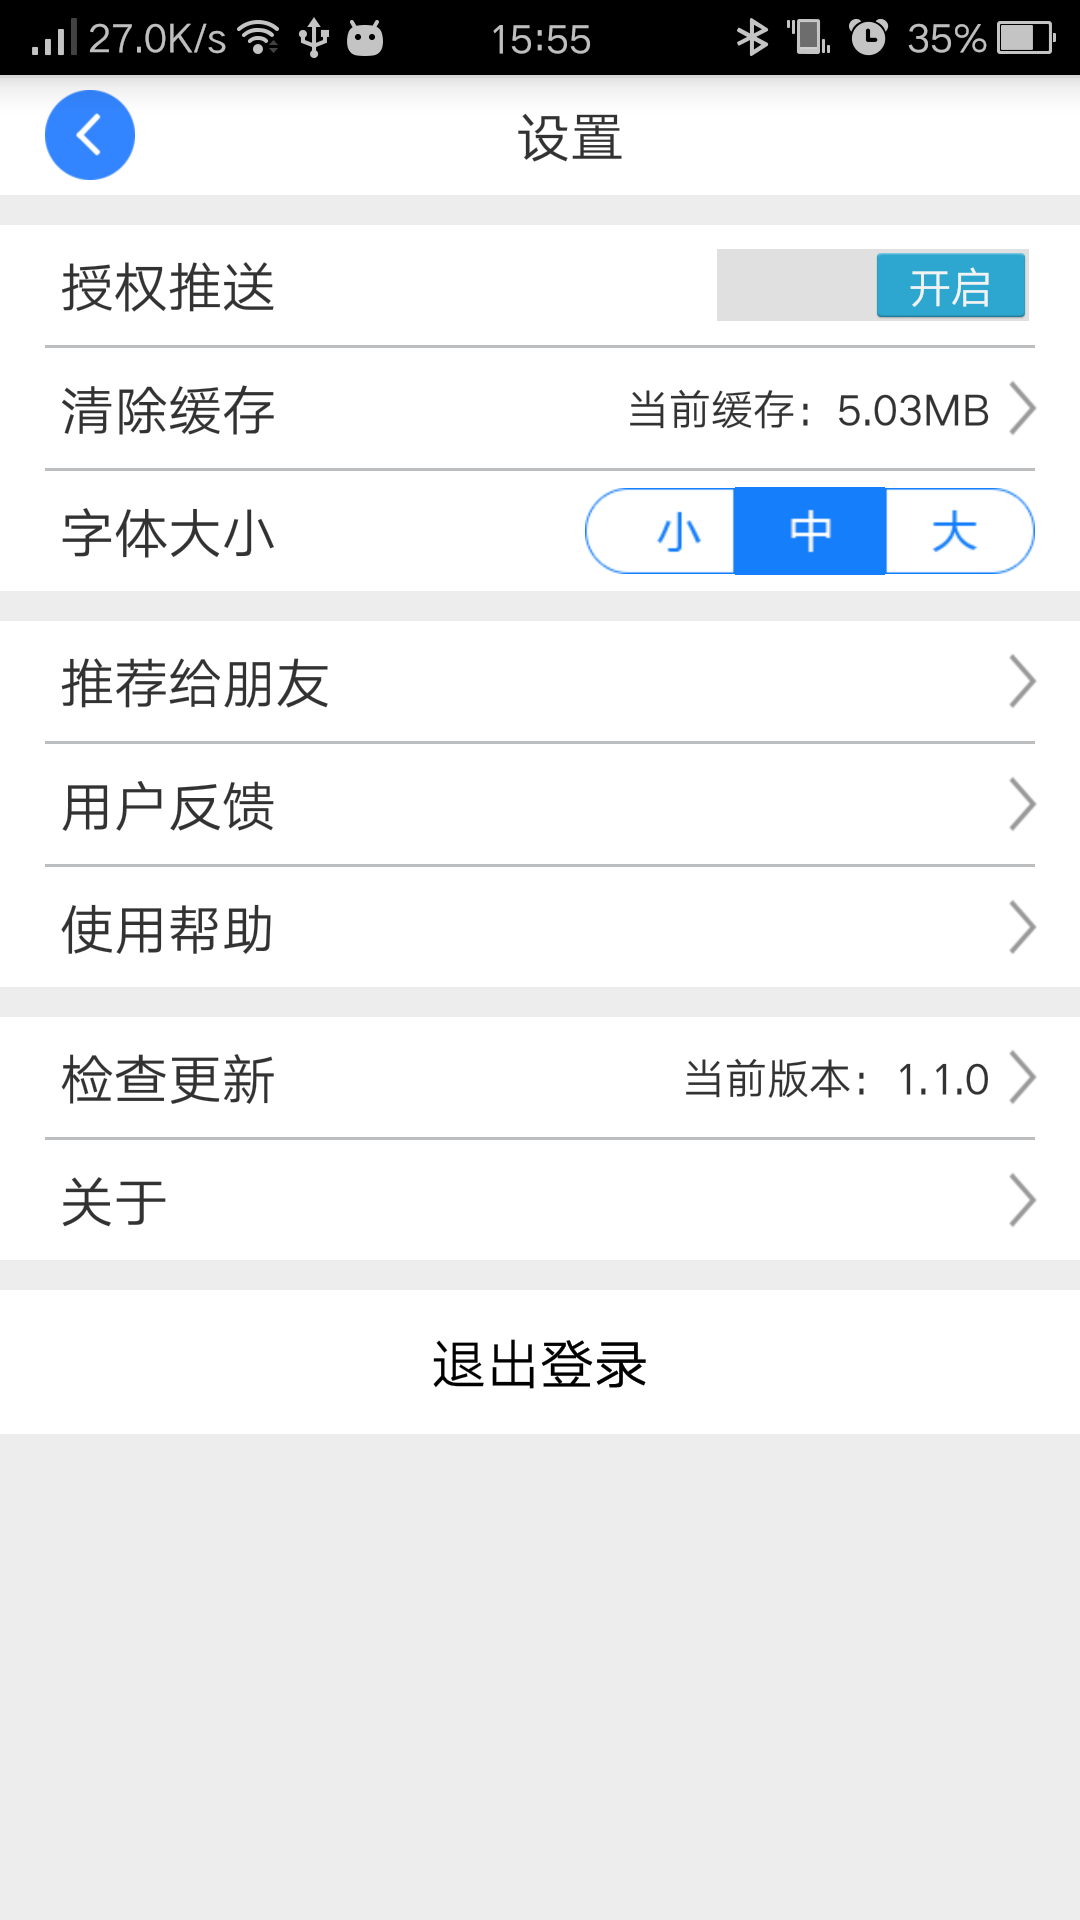 27.0K/s 15:55 35%
设置
授权推送 开启
清除缓存 当前缓存：5.03MB
字体大小 小 中 大
推荐给朋友
用户反馈
使用帮助
检查更新 当前版本：1.1.0
关于
退出登录